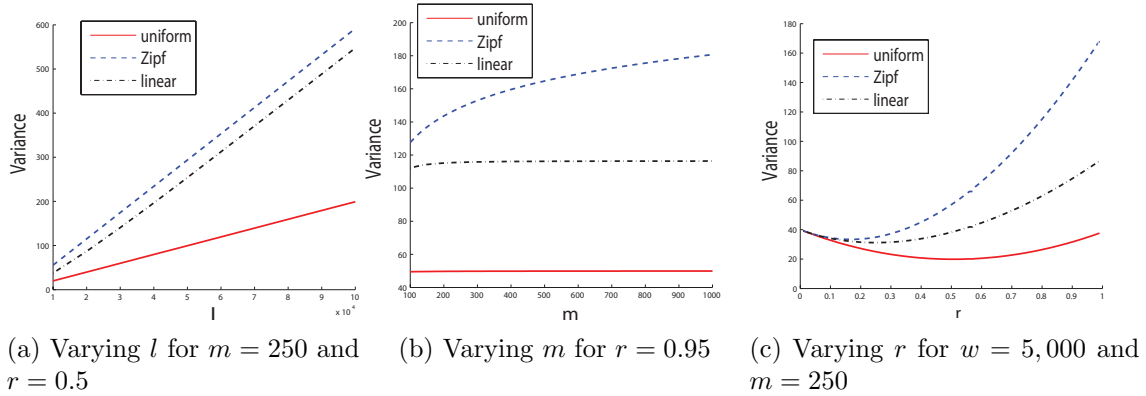 600
500
400
300
200
100
0
Variance
uniform
Zipf
linear
1
2
3
4
5
6
7
8
9
10
x 10⁴
l
200
180
160
140
120
100
80
60
40
Variance
uniform
Zipf
linear
100
200
300
400
500
600
700
800
900
1000
m
180
160
140
120
100
80
60
40
20
0
Variance
uniform
Zipf
linear
0
0.1
0.2
0.3
0.4
0.5
0.6
0.7
0.8
0.9
1
r
(a) Varying l for m = 250 and
r = 0.5
(b) Varying m for r = 0.95
(c) Varying r for w = 5,000 and
m = 250